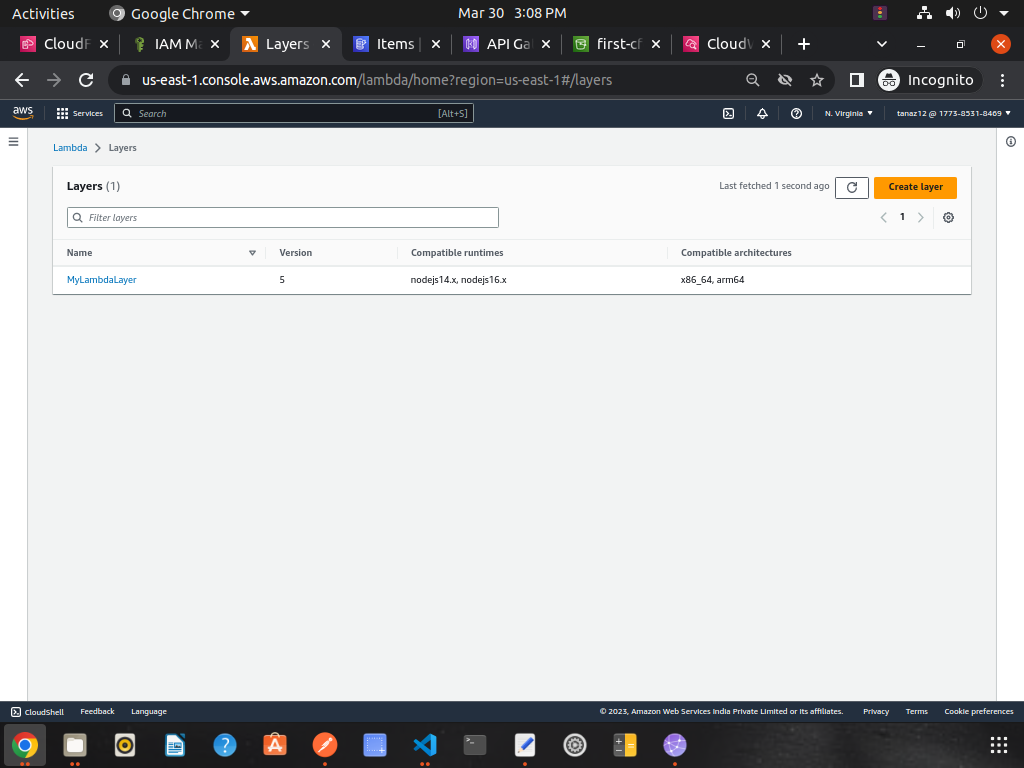 Activities Google Chrome Mar 30 3:08 PM
CloudF IAM Ma Layers Items | API Ga first-cf CloudW
us-east-1.console.aws.amazon.com/lambda/home?region=us-east-1#/layers Incognito
aws Services Search [Alt+S] N. Virginia tanaz12 @ 1773-8531-8469
Lambda Layers
Layers (1) Last fetched 1 second ago Create layer
Filter layers 1
Name Version Compatible runtimes Compatible architectures
MyLambdaLayer 5 nodejs14.x, nodejs16.x x86_64, arm64
CloudShell Feedback Language © 2023, Amazon Web Services India Private Limited or its affiliates. Privacy Terms Cookie preferences